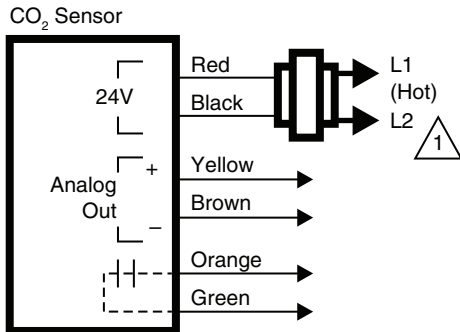 CO₂ Sensor
Red
L1
(Hot)
24V
Black
L2
1
Yellow
+
Analog
Out
Brown
–
Orange
Green